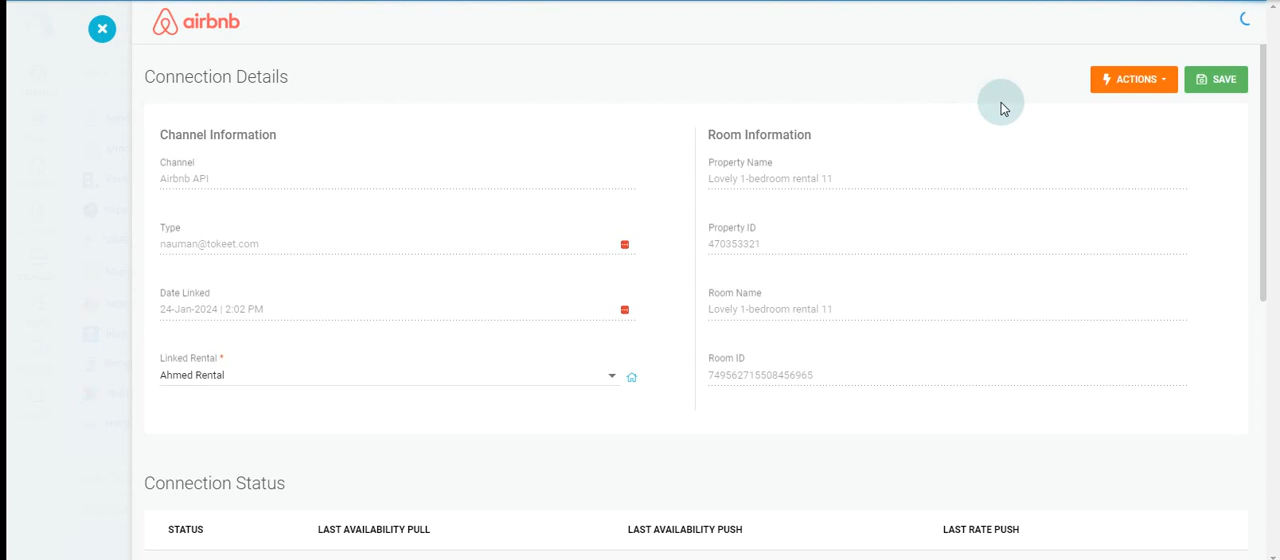 airbnb
Connection Details
ACTIONS
SAVE
Channel Information
Channel
Airbnb API
Type
nauman@tokeet.com
Date Linked
24-Jan-2024 | 2:02 PM
Linked Rental *
Ahmed Rental
Room Information
Property Name
Lovely 1-bedroom rental 11
Property ID
470353321
Room Name
Lovely 1-bedroom rental 11
Room ID
749562715508456965
Connection Status
STATUS LAST AVAILABILITY PULL LAST AVAILABILITY PUSH LAST RATE PUSH